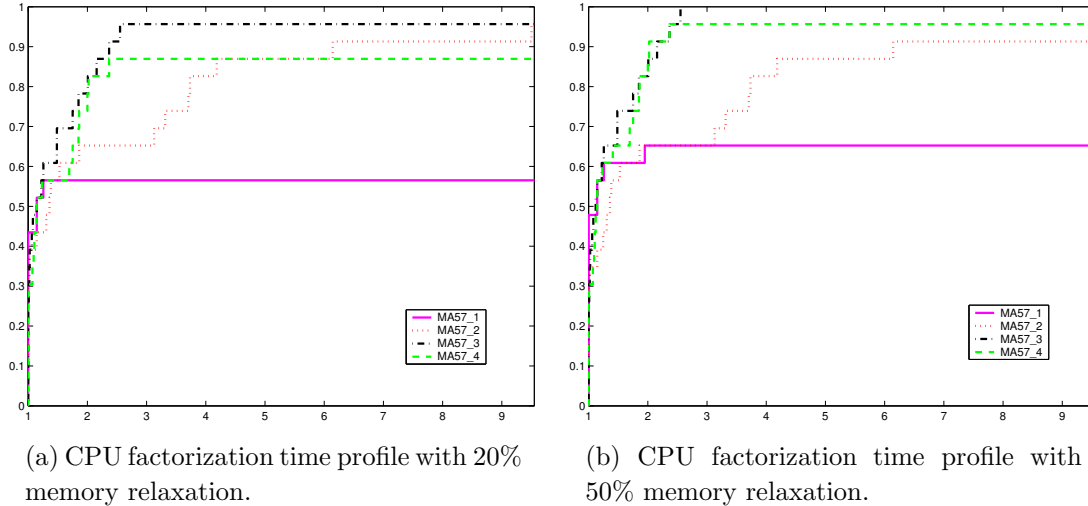 1
0.9
0.8
0.7
0.6
0.5
0.4
0.3
0.2
0.1
0
1 2 3 4 5 6 7 8 9
MA57_1
MA57_2
MA57_3
MA57_4
(a) CPU factorization time profile with 20%
memory relaxation.
1
0.9
0.8
0.7
0.6
0.5
0.4
0.3
0.2
0.1
0
1 2 3 4 5 6 7 8 9
MA57_1
MA57_2
MA57_3
MA57_4
(b) CPU factorization time profile with
50% memory relaxation.